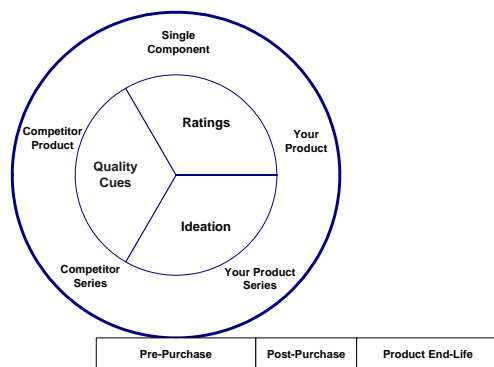 Single
Component
Competitor
Product
Ratings
Your
Product
Quality
Cues
Ideation
Competitor
Series
Your Product
Series
Pre-Purchase
Post-Purchase
Product End-Life